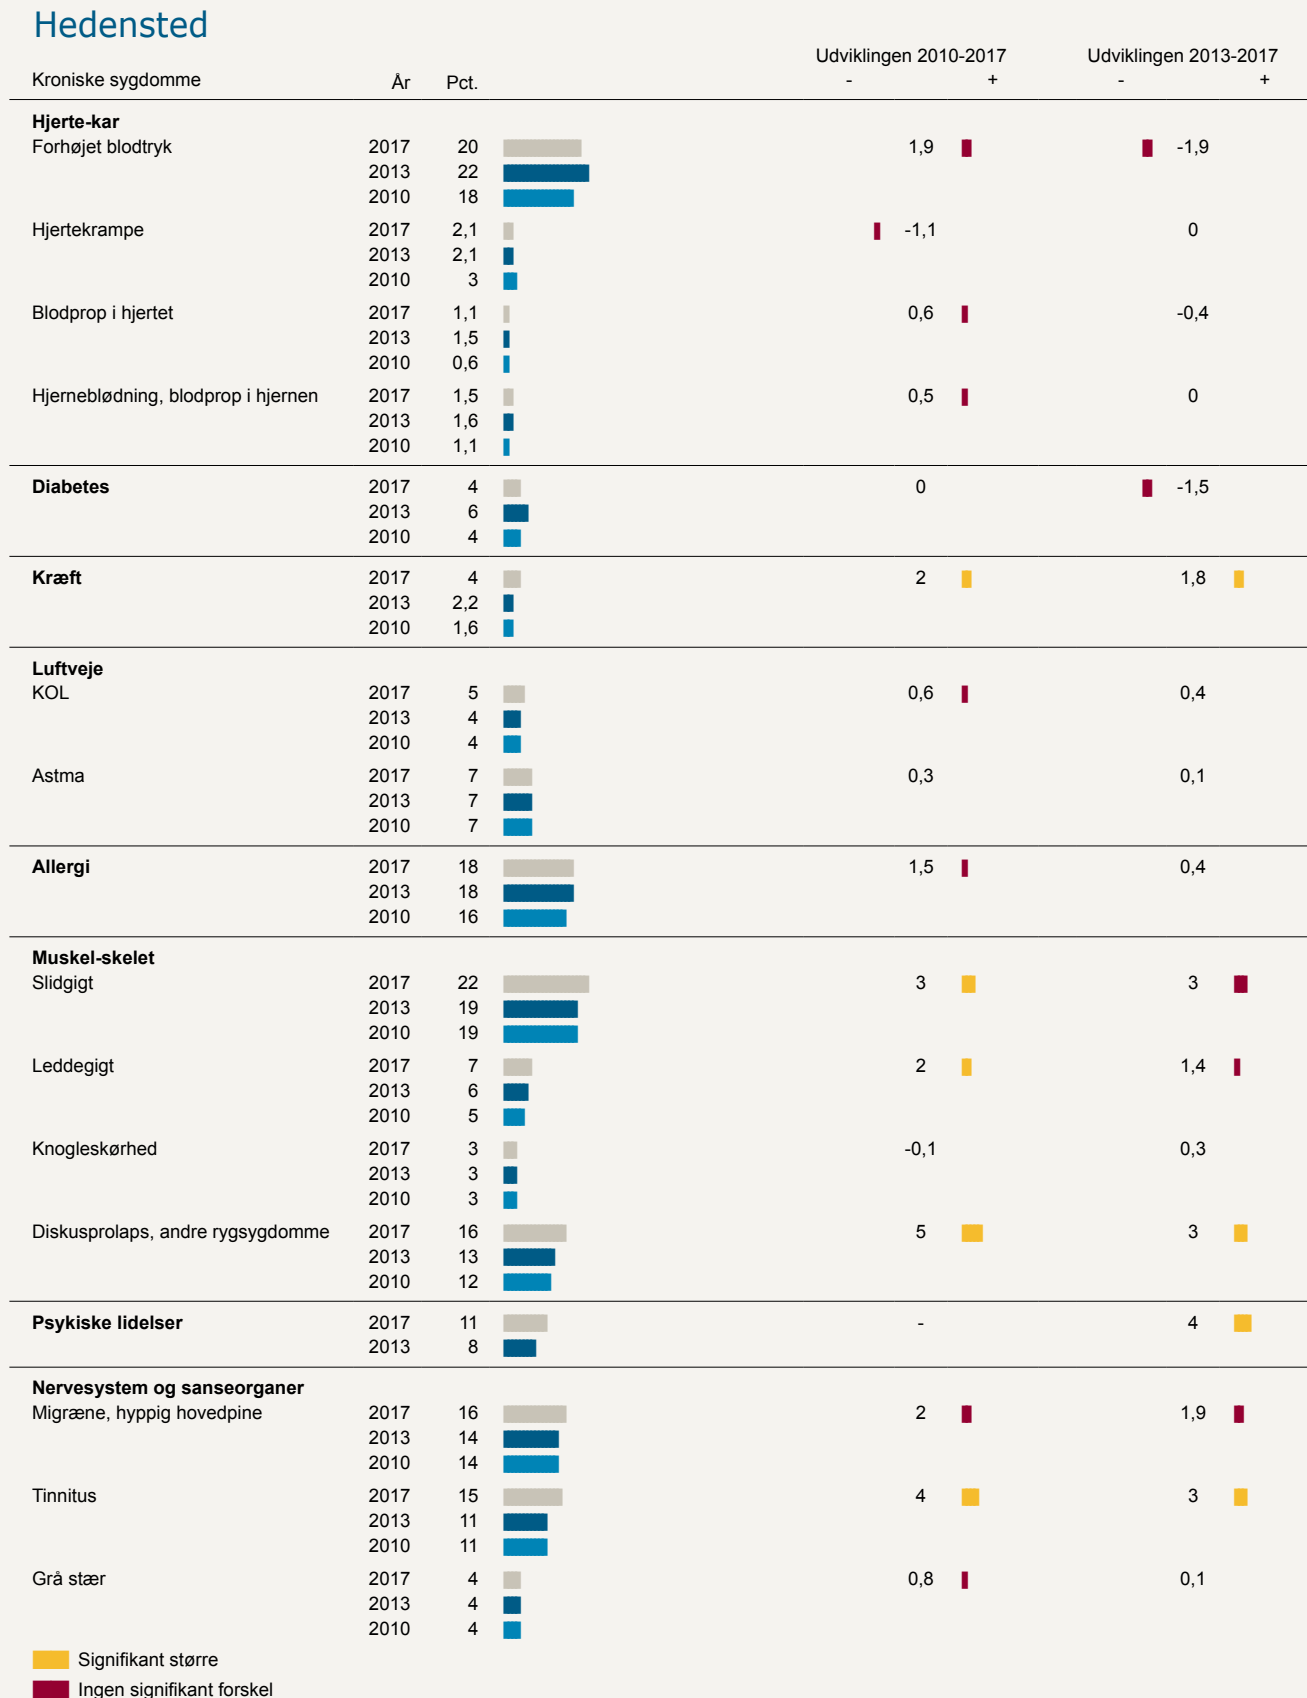 Hedensted
Udviklingen 2010-2017 Udviklingen 2013-2017
Kroniske sygdomme År Pct. - + - +
Hjerte-kar
Forhøjet blodtryk 2017 20 1,9 -1,9
2013 22
2010 18
Hjertekrampe 2017 2,1 -1,1 0
2013 2,1
2010 3
Blodprop i hjertet 2017 1,1 0,6 -0,4
2013 1,5
2010 0,6
Hjerneblødning, blodprop i hjernen 2017 1,5 0,5 0
2013 1,6
2010 1,1
Diabetes 2017 4 0 -1,5
2013 6
2010 4
Kræft 2017 4 2 1,8
2013 2,2
2010 1,6
Luftveje
KOL 2017 5 0,6 0,4
2013 4
2010 4
Astma 2017 7 0,3 0,1
2013 7
2010 7
Allergi 2017 18 1,5 0,4
2013 18
2010 16
Muskel-skelet
Slidgigt 2017 22 3 3
2013 19
2010 19
Leddegigt 2017 7 2 1,4
2013 6
2010 5
Knogleskørhed 2017 3 -0,1 0,3
2013 3
2010 3
Diskusprolaps, andre rygsygdomme 2017 16 5 3
2013 13
2010 12
Psykiske lidelser 2017 11 - 4
2013 8
Nervesystem og sanseorganer
Migræne, hyppig hovedpine 2017 16 2 1,9
2013 14
2010 14
Tinnitus 2017 15 4 3
2013 11
2010 11
Grå stær 2017 4 0,8 0,1
2013 4
2010 4
Signifikant større
Ingen signifikant forskel